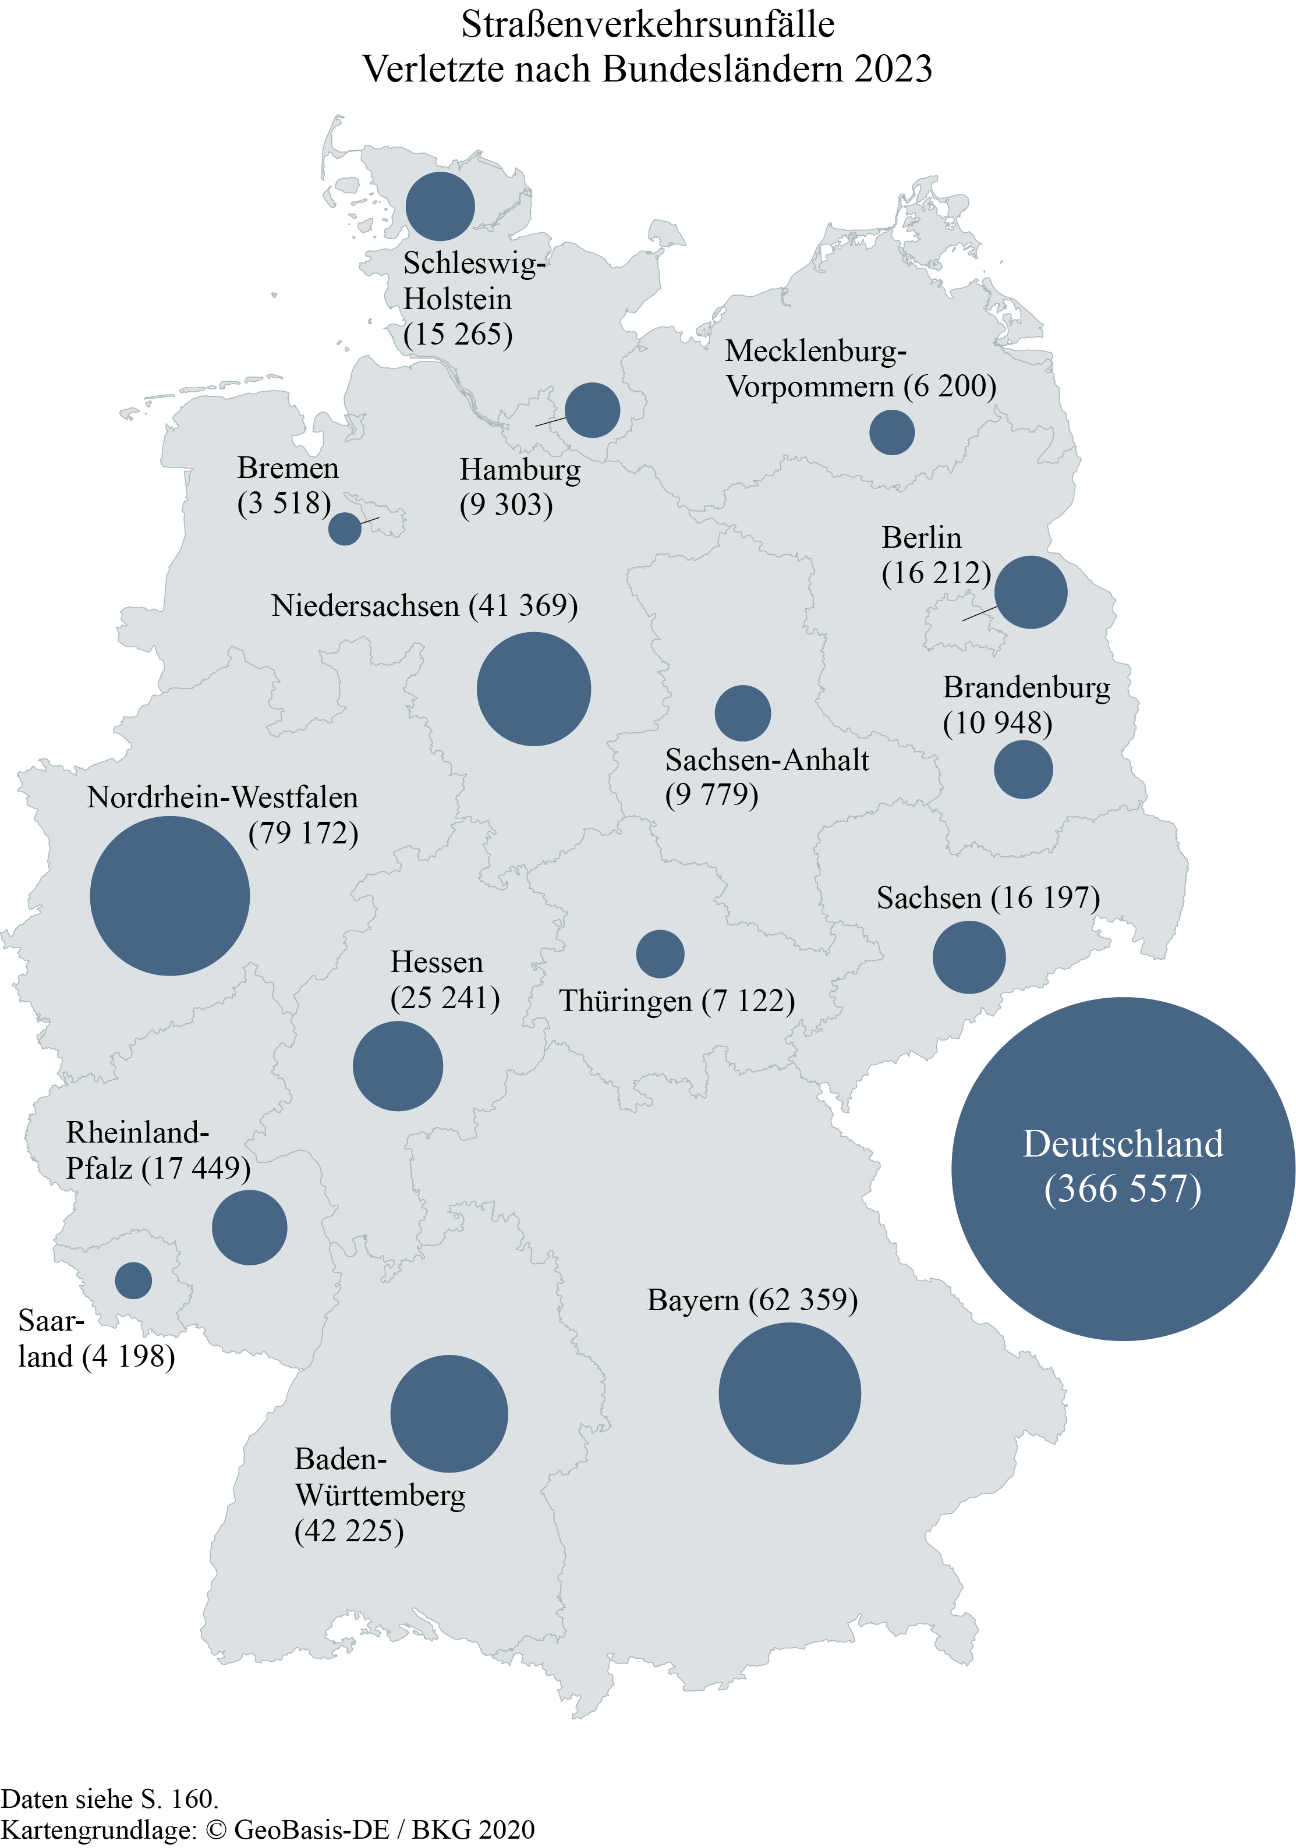 Straßenverkehrsunfälle
Verletzte nach Bundesländern 2023
Schleswig-
Holstein
(15 265)
Mecklenburg-
Vorpommern (6 200)
Bremen
(3 518)
Hamburg
(9 303)
Berlin
(16 212)
Niedersachsen (41 369)
Brandenburg
(10 948)
Sachsen-Anhalt
(9 779)
Nordrhein-Westfalen
(79 172)
Sachsen (16 197)
Hessen
(25 241)
Thüringen (7 122)
Rheinland-
Pfalz (17 449)
Deutschland
(366 557)
Saar-
land (4 198)
Bayern (62 359)
Baden-
Württemberg
(42 225)
Daten siehe S. 160.
Kartengrundlage: © GeoBasis-DE / BKG 2020